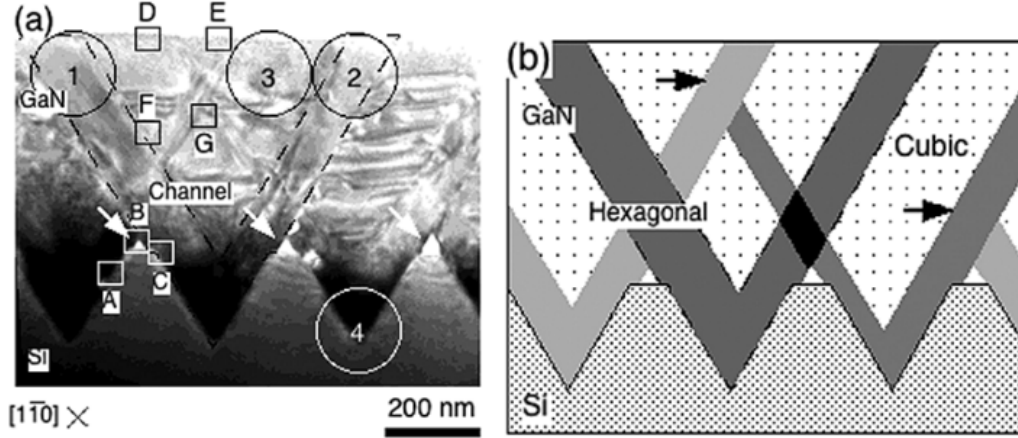 (a)
D
E
1
3
2
GaN
F
G
Channel
B
C
A
4
Si
[11̅0]
200 nm
(b)
GaN
Cubic
Hexagonal
Si